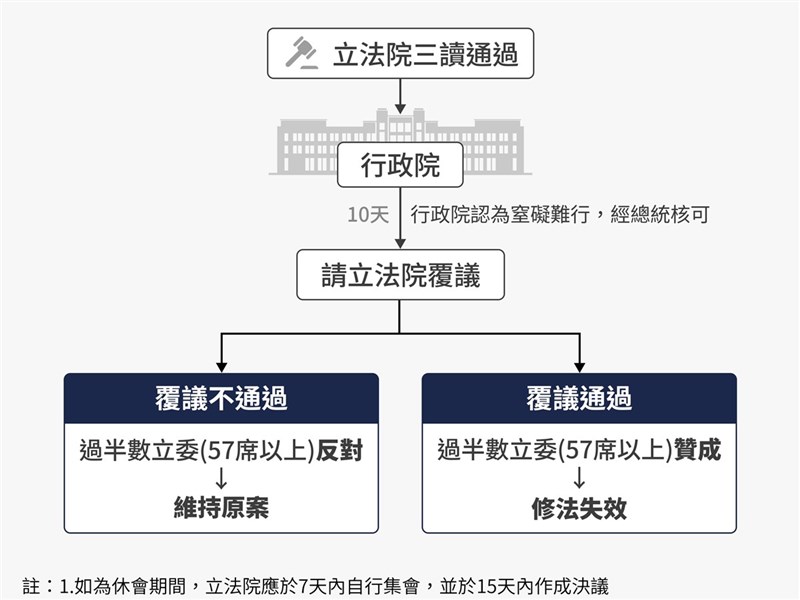 立法院三讀通過
行政院
10天 行政院認為窒礙難行，經總統核可
請立法院覆議
覆議不通過
過半數立委(57席以上)反對
維持原案
覆議通過
過半數立委(57席以上)贊成
修法失效
註：1.如為休會期間，立法院應於7天內自行集會，並於15天內作成決議